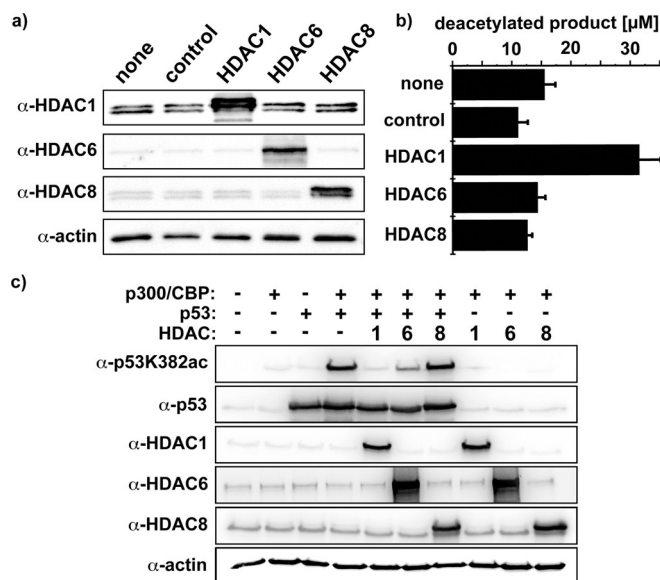 a)
none control HDAC1 HDAC6 HDAC8
α-HDAC1
α-HDAC6
α-HDAC8
α-actin
b)
deacetylated product [µM]
0 10 20 30
none
control
HDAC1
HDAC6
HDAC8
c)
p300/CBP: - + - + + + + + + +
p53: - - + + + + + - - -
HDAC: - - - - 1 6 8 1 6 8
α-p53K382ac
α-p53
α-HDAC1
α-HDAC6
α-HDAC8
α-actin